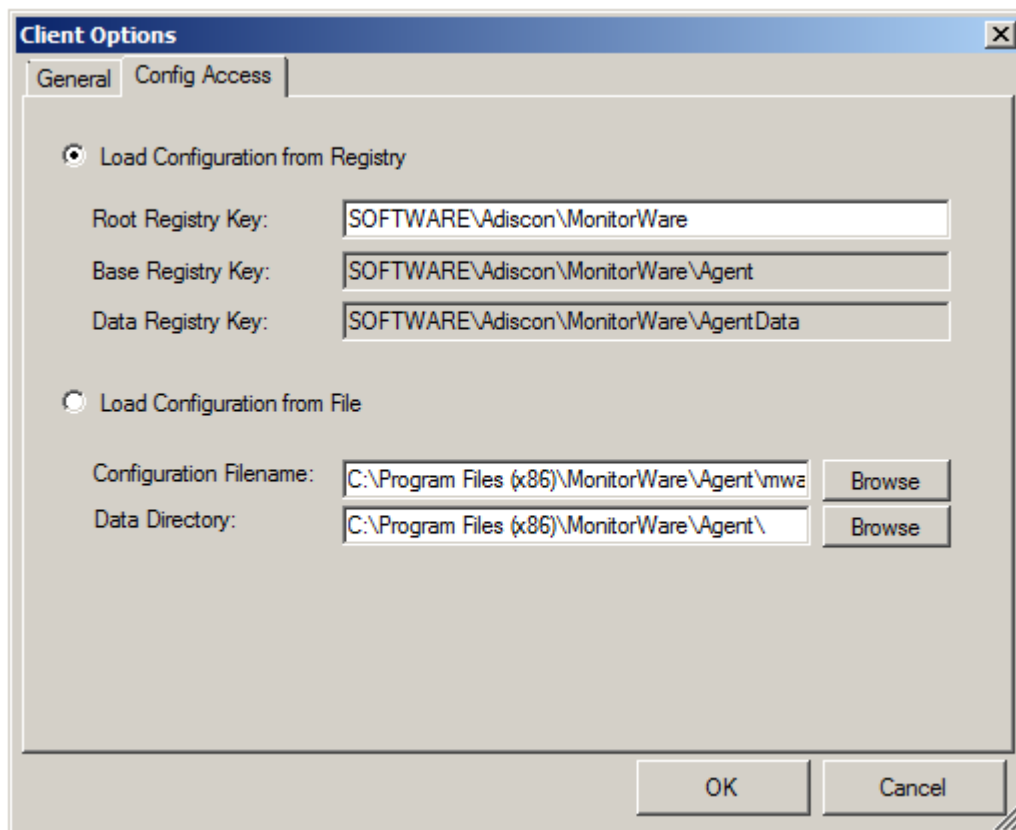 Client Options
General Config Access
Load Configuration from Registry
Root Registry Key: SOFTWARE\Adiscon\MonitorWare
Base Registry Key: SOFTWARE\Adiscon\MonitorWare\Agent
Data Registry Key: SOFTWARE\Adiscon\MonitorWare\AgentData
Load Configuration from File
Configuration Filename: C:\Program Files (x86)\MonitorWare\Agent\mwa Browse
Data Directory: C:\Program Files (x86)\MonitorWare\Agent\ Browse
OK Cancel